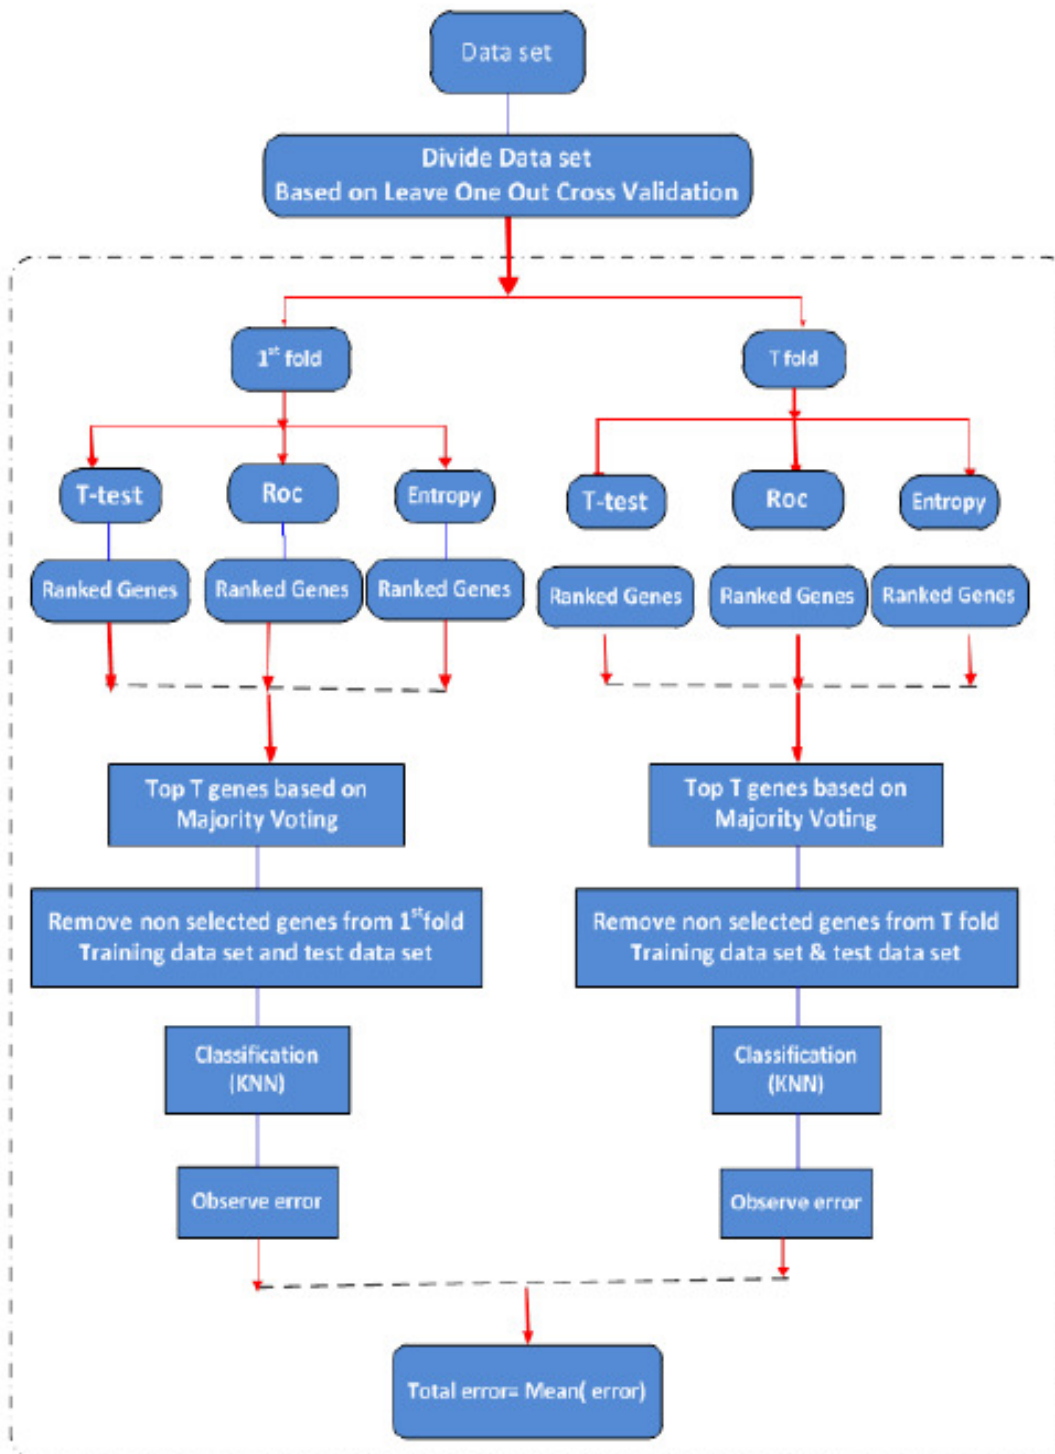 Data set
Divide Data set
Based on Leave One Out Cross Validation
1st fold
T fold
T-test
Roc
Entropy
T-test
Roc
Entropy
Ranked Genes
Ranked Genes
Ranked Genes
Ranked Genes
Ranked Genes
Ranked Genes
Top T genes based on
Majority Voting
Top T genes based on
Majority Voting
Remove non selected genes from 1stfold
Training data set and test data set
Remove non selected genes from T fold
Training data set & test data set
Classification
(KNN)
Classification
(KNN)
Observe error
Observe error
Total error= Mean( error)